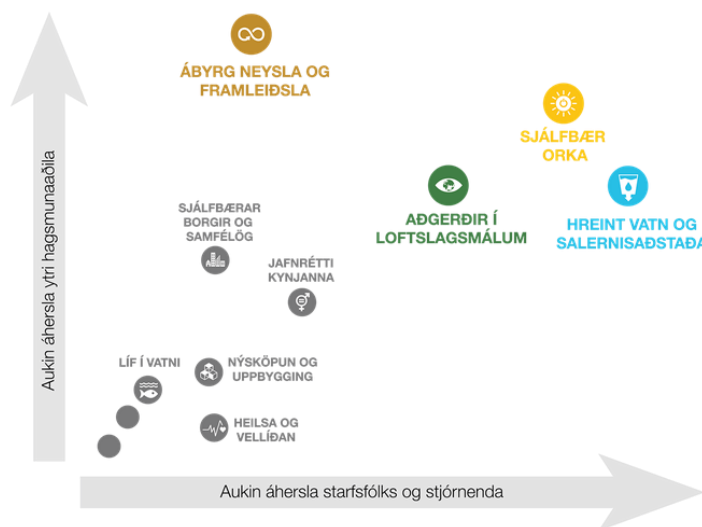 ÁBYRG NEYSLA OG
FRAMLEIÐSLA
SJÁLFBÆR
ORKA
AÐGERÐIR Í
LOFTSLAGSMÁLUM
HREINT VATN OG
SALERNISAÐSTAÐA
SJÁLFBÆRAR
BORGIR OG
SAMFÉLÖG
JAFNRÉTTI
KYNJANNA
LÍF Í VATNI
NÝSKÖPUN OG
UPPBYGGING
HEILSA OG
VELLÍÐAN
Aukin áhersla ytri hagsmunaaðila
Aukin áhersla starfsfólks og stjórnenda